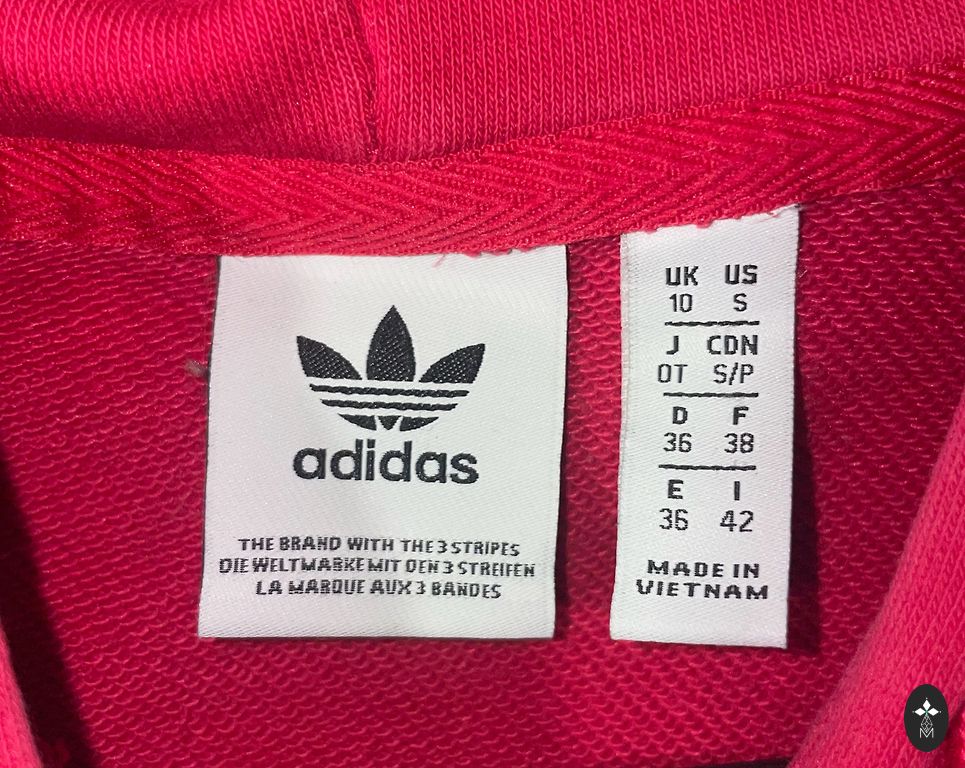 adidas
THE BRAND WITH THE 3 STRIPES
DIE WELTMARKE MIT DEN 3 STREIFEN
LA MARQUE AUX 3 BANDES
UK US
10 S
J CDN
OT S/P
D F
36 38
E I
36 42
MADE IN
VIETNAM
M